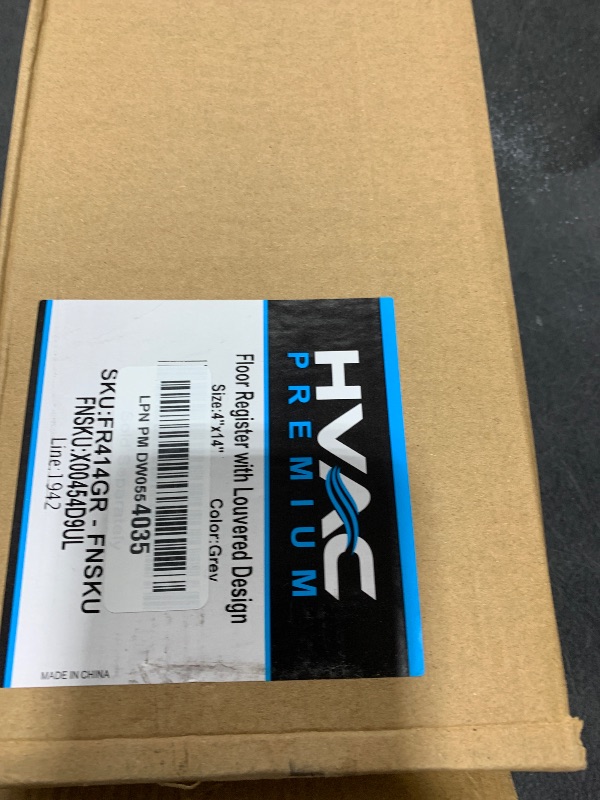 HVAC
PREMIUM
Floor Register with Louvered Design
Size:4"x14" Color:Grey
LPN PM DW0554035
SKU:FR414GR - FNSKU
FNSKU:X00454D9UL
Line:1942
MADE IN CHINA